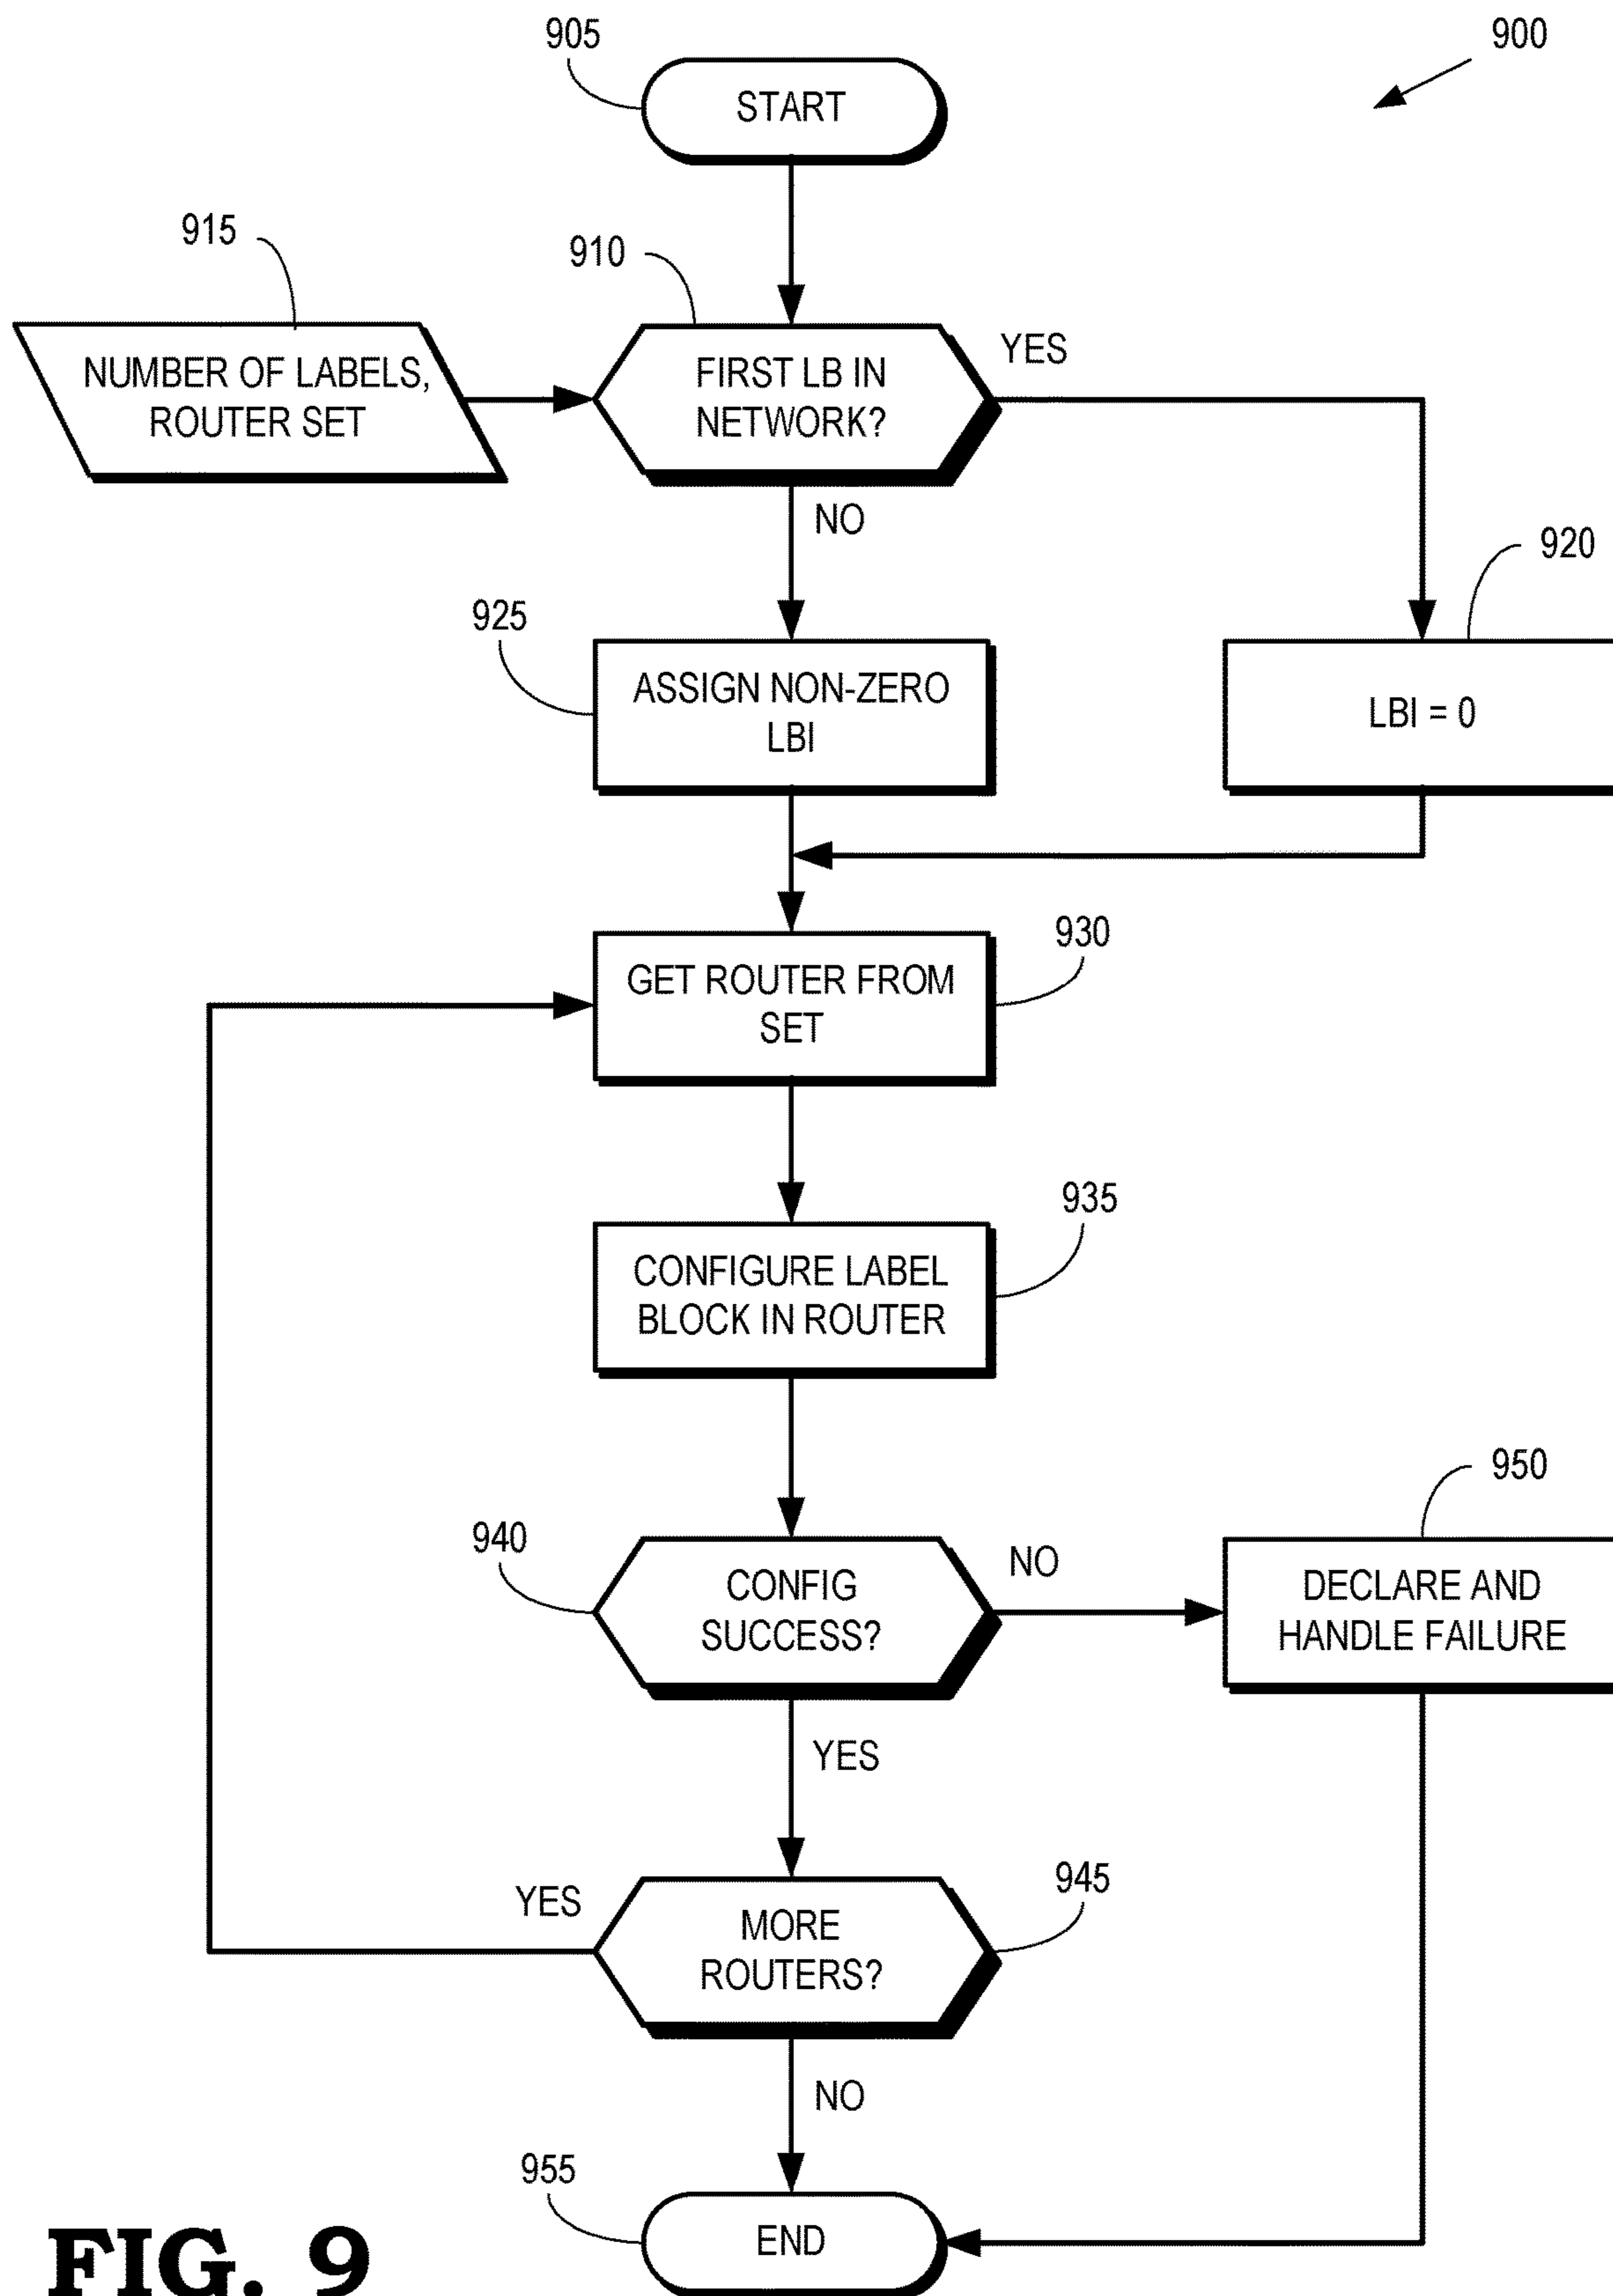 905
900
START
915
910
NUMBER OF LABELS,
ROUTER SET
FIRST LB IN
NETWORK?
YES
NO
920
925
ASSIGN NON-ZERO
LBI
LBI = 0
930
GET ROUTER FROM
SET
935
CONFIGURE LABEL
BLOCK IN ROUTER
950
940
CONFIG
SUCCESS?
NO
DECLARE AND
HANDLE FAILURE
YES
945
YES
MORE
ROUTERS?
NO
955
END
FIG. 9